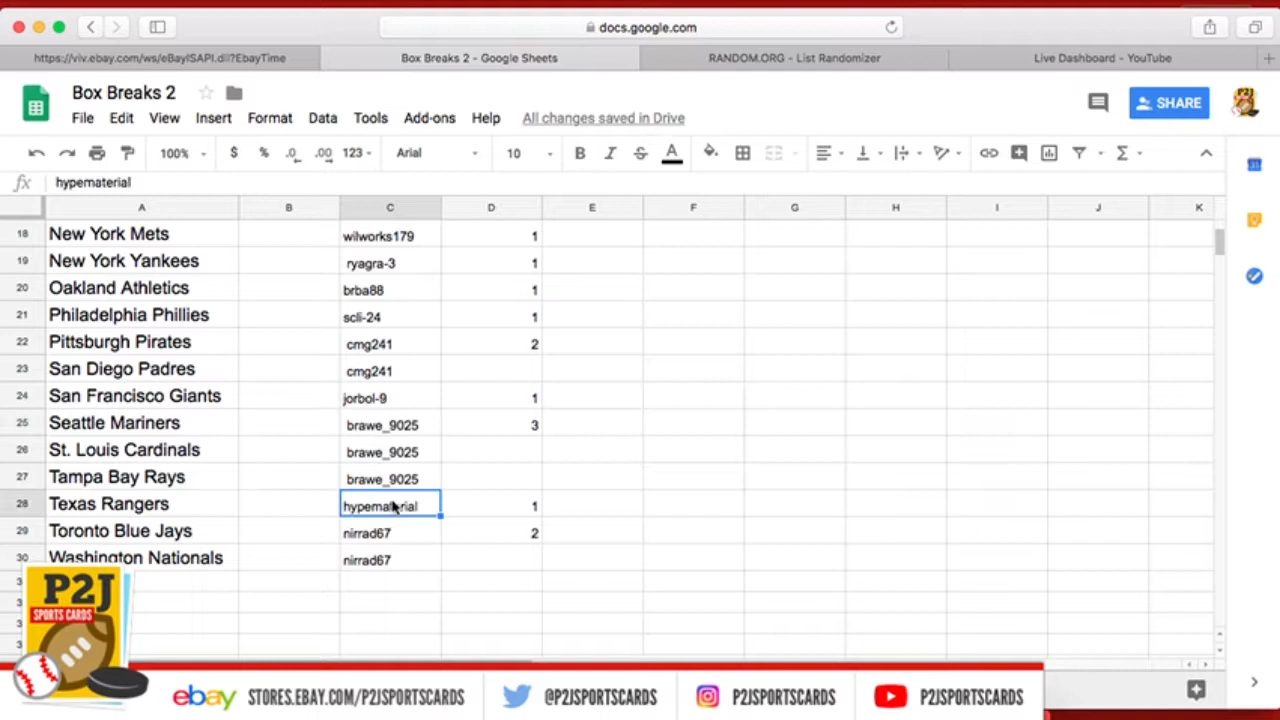 docs.google.com
https://viv.ebay.com/ws/eBayISAPI.dll?EbayTime
Box Breaks 2 - Google Sheets
RANDOM.ORG - List Randomizer
Live Dashboard - YouTube
Box Breaks 2
SHARE
File Edit View Insert Format Data Tools Add-ons Help All changes saved in Drive
100% $ % .0 .00 123 Arial 10 B I S A
fx hypematerial
A B C D E F G H I J K
18 New York Mets wilworks179 1
19 New York Yankees ryagra-3 1
20 Oakland Athletics brba88 1
21 Philadelphia Phillies scli-24 1
22 Pittsburgh Pirates cmg241 2
23 San Diego Padres cmg241
24 San Francisco Giants jorbol-9 1
25 Seattle Mariners brawe_9025 3
26 St. Louis Cardinals brawe_9025
27 Tampa Bay Rays brawe_9025
28 Texas Rangers hypematerial 1
29 Toronto Blue Jays nirrad67 2
30 Washington Nationals nirrad67
P2J
SPORTS CARDS
ebay STORES.EBAY.COM/P2JSPORTSCARDS @P2JSPORTSCARDS P2JSPORTSCARDS P2JSPORTSCARDS